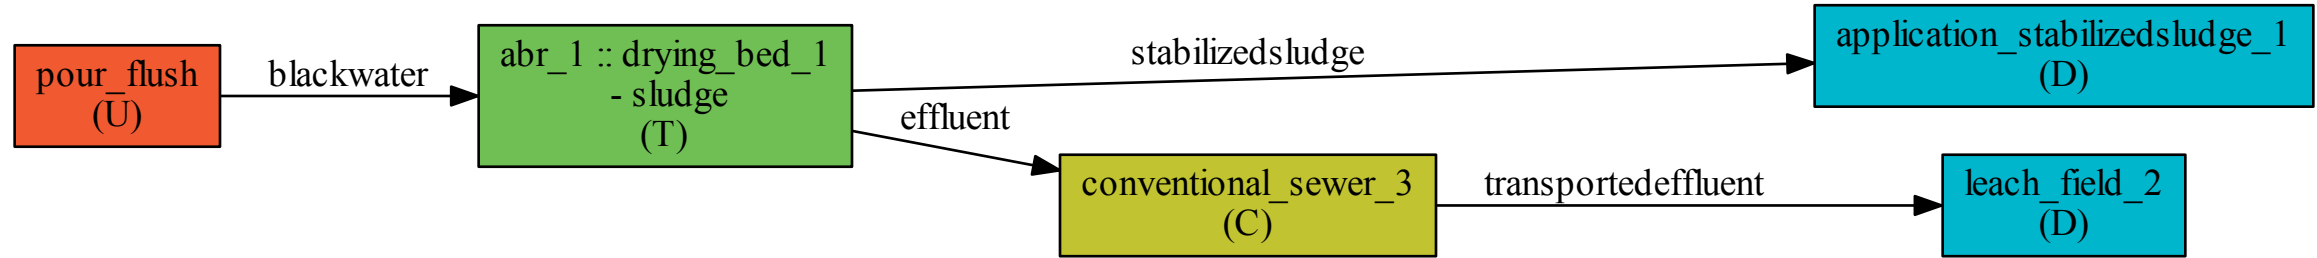 pour_flush
(U)
blackwater
abr_1 :: drying_bed_1
- sludge
(T)
stabilizedsludge
effluent
application_stabilizedsludge_1
(D)
conventional_sewer_3
(C)
transportedeffluent
leach_field_2
(D)